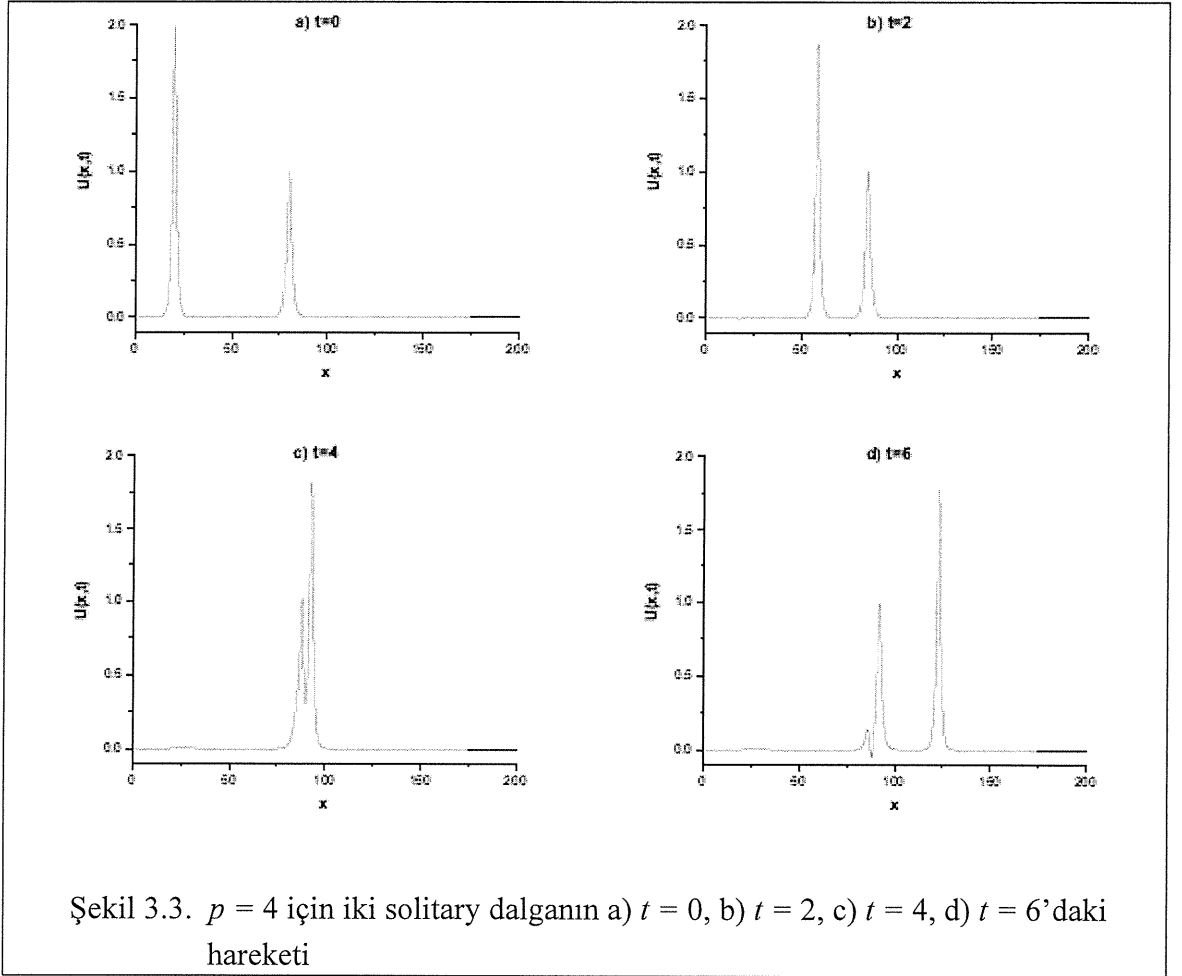 a) t=0
2.0
1.5
1.0
0.5
0.0
U(x,t)
0
50
100
150
200
x
b) t=2
2.0
1.5
1.0
0.5
0.0
U(x,t)
0
50
100
150
200
x
c) t=4
2.0
1.5
1.0
0.5
0.0
U(x,t)
0
50
100
150
200
x
d) t=6
2.0
1.5
1.0
0.5
0.0
U(x,t)
0
50
100
150
200
x
Şekil 3.3. p = 4 için iki solitary dalganın a) t = 0, b) t = 2, c) t = 4, d) t = 6’daki
hareketi